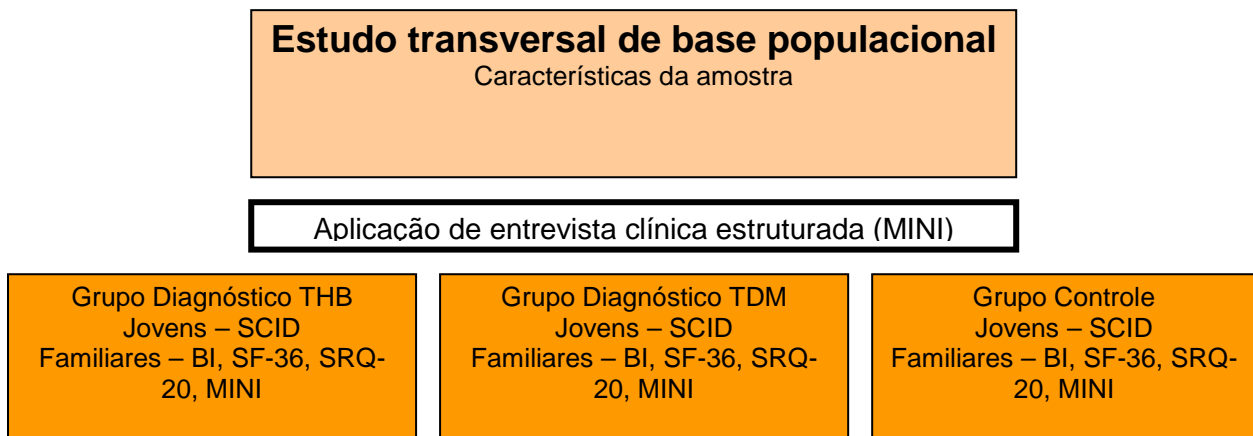 Estudo transversal de base populacional
Características da amostra
Aplicação de entrevista clínica estruturada (MINI)
Grupo Diagnóstico THB
Jovens – SCID
Familiares – BI, SF-36, SRQ-
20, MINI
Grupo Diagnóstico TDM
Jovens – SCID
Familiares – BI, SF-36, SRQ-
20, MINI
Grupo Controle
Jovens – SCID
Familiares – BI, SF-36, SRQ-
20, MINI